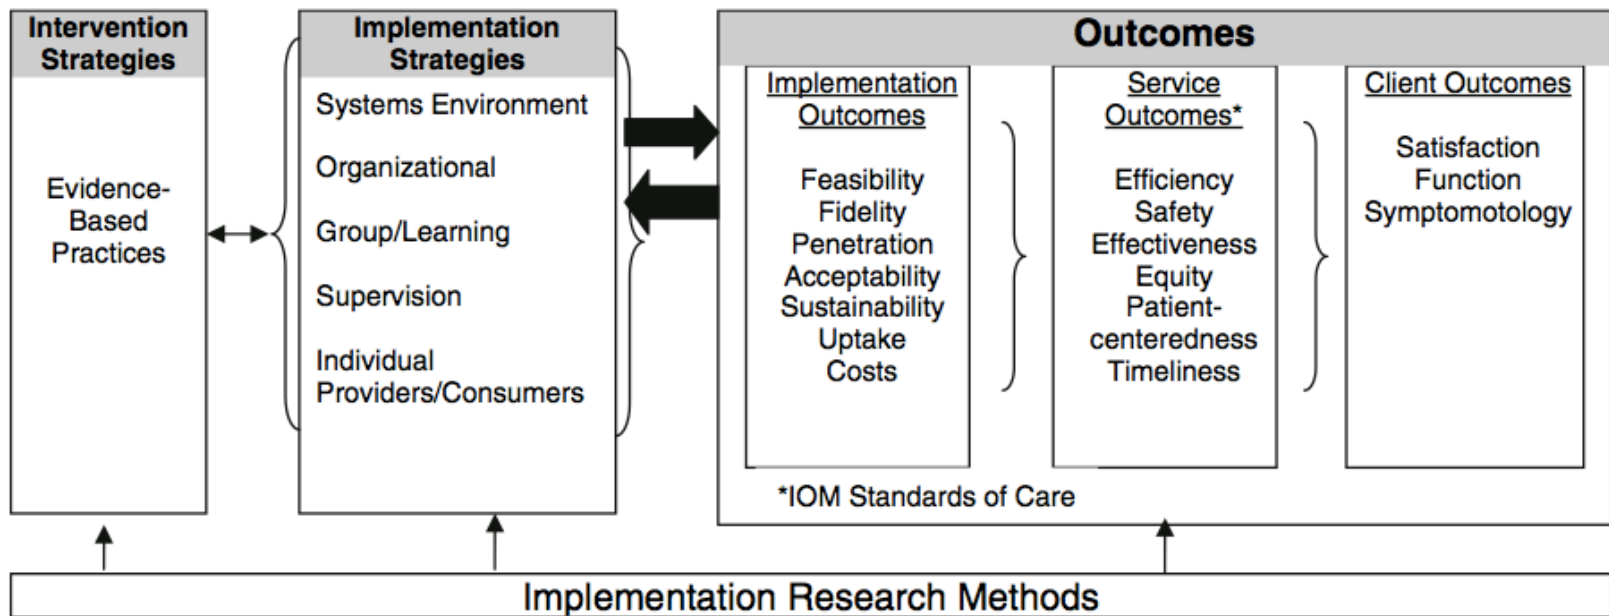 Intervention
Strategies
Evidence-
Based
Practices
Implementation
Strategies
Systems Environment
Organizational
Group/Learning
Supervision
Individual
Providers/Consumers
Outcomes
Implementation
Outcomes
Feasibility
Fidelity
Penetration
Acceptability
Sustainability
Uptake
Costs
Service
Outcomes*
Efficiency
Safety
Effectiveness
Equity
Patient-
centeredness
Timeliness
Client Outcomes
Satisfaction
Function
Symptomotology
*IOM Standards of Care
Implementation Research Methods